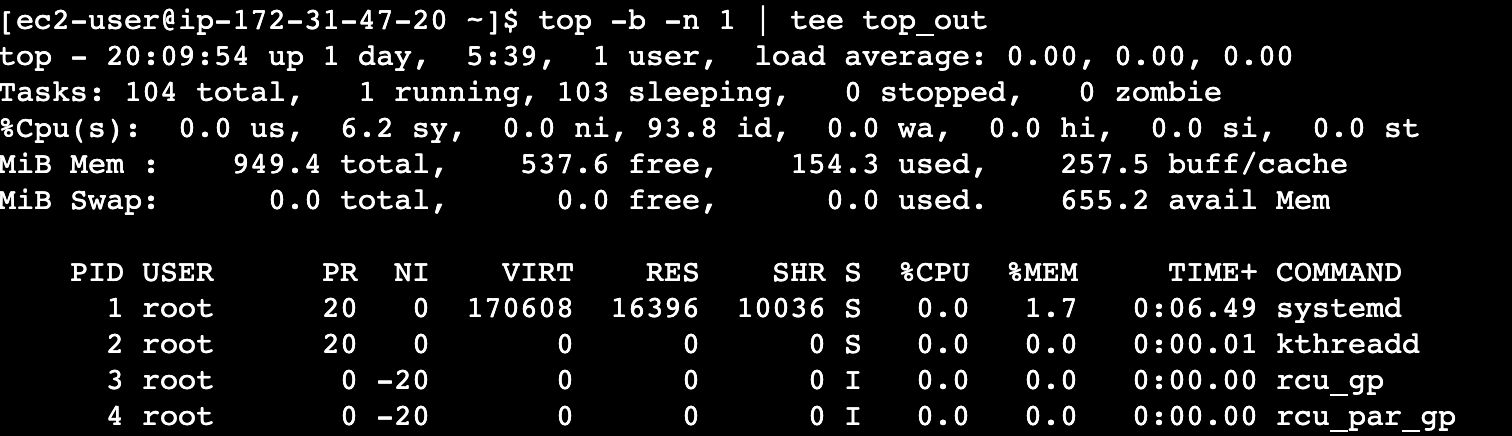 [ec2-user@ip-172-31-47-20 ~]$ top -b -n 1 | tee top_out
top - 20:09:54 up 1 day,  5:39,  1 user,  load average: 0.00, 0.00, 0.00
Tasks: 104 total,   1 running, 103 sleeping,   0 stopped,   0 zombie
%Cpu(s):  0.0 us,  6.2 sy,  0.0 ni, 93.8 id,  0.0 wa,  0.0 hi,  0.0 si,  0.0 st
MiB Mem :    949.4 total,    537.6 free,    154.3 used,    257.5 buff/cache
MiB Swap:      0.0 total,      0.0 free,      0.0 used.    655.2 avail Mem
    PID USER      PR  NI    VIRT    RES    SHR S  %CPU  %MEM     TIME+ COMMAND
      1 root      20   0  170608  16396  10036 S   0.0   1.7   0:06.49 systemd
      2 root      20   0       0      0      0 S   0.0   0.0   0:00.01 kthreadd
      3 root       0 -20       0      0      0 I   0.0   0.0   0:00.00 rcu_gp
      4 root       0 -20       0      0      0 I   0.0   0.0   0:00.00 rcu_par_gp